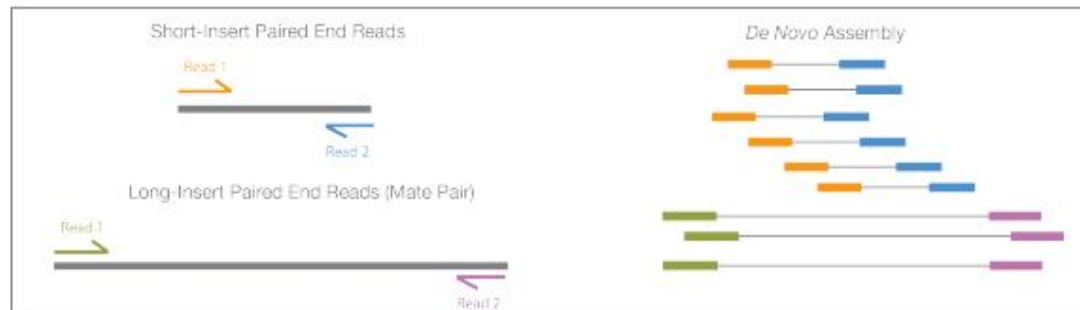 Short-Insert Paired End Reads
Read 1
Read 2
Long-Insert Paired End Reads (Mate Pair)
Read 1
Read 2
De Novo Assembly